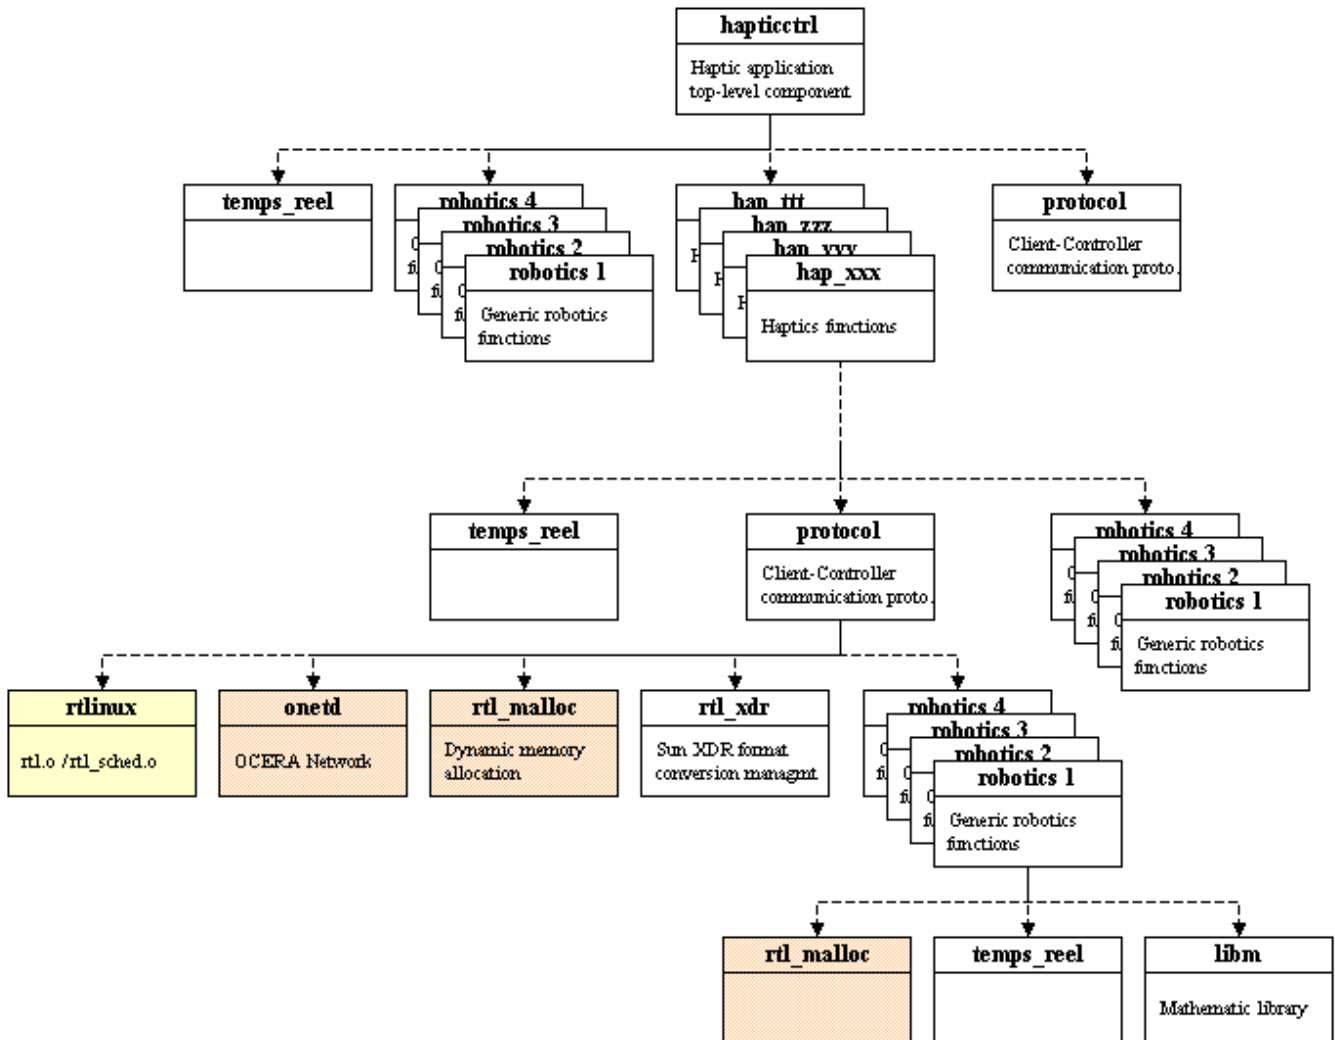 hapticctrl
Haptic application
top-level component
temps_reel
robotics 4
robotics 3
robotics 2
robotics 1
Generic robotics
functions
hap_ttt
hap_zzz
hap_yyy
hap_xxx
Haptics functions
protocol
Client-Controller
communication proto.
temps_reel
protocol
Client-Controller
communication proto.
robotics 4
robotics 3
robotics 2
robotics 1
Generic robotics
functions
rtlinux
rtl.o /rtl_sched.o
onetd
OCERA Network
rtl_malloc
Dynamic memory
allocation
rtl_xdr
Sun XDR format
conversion managmt
robotics 4
robotics 3
robotics 2
robotics 1
Generic robotics
functions
rtl_malloc
temps_reel
libm
Mathematic library